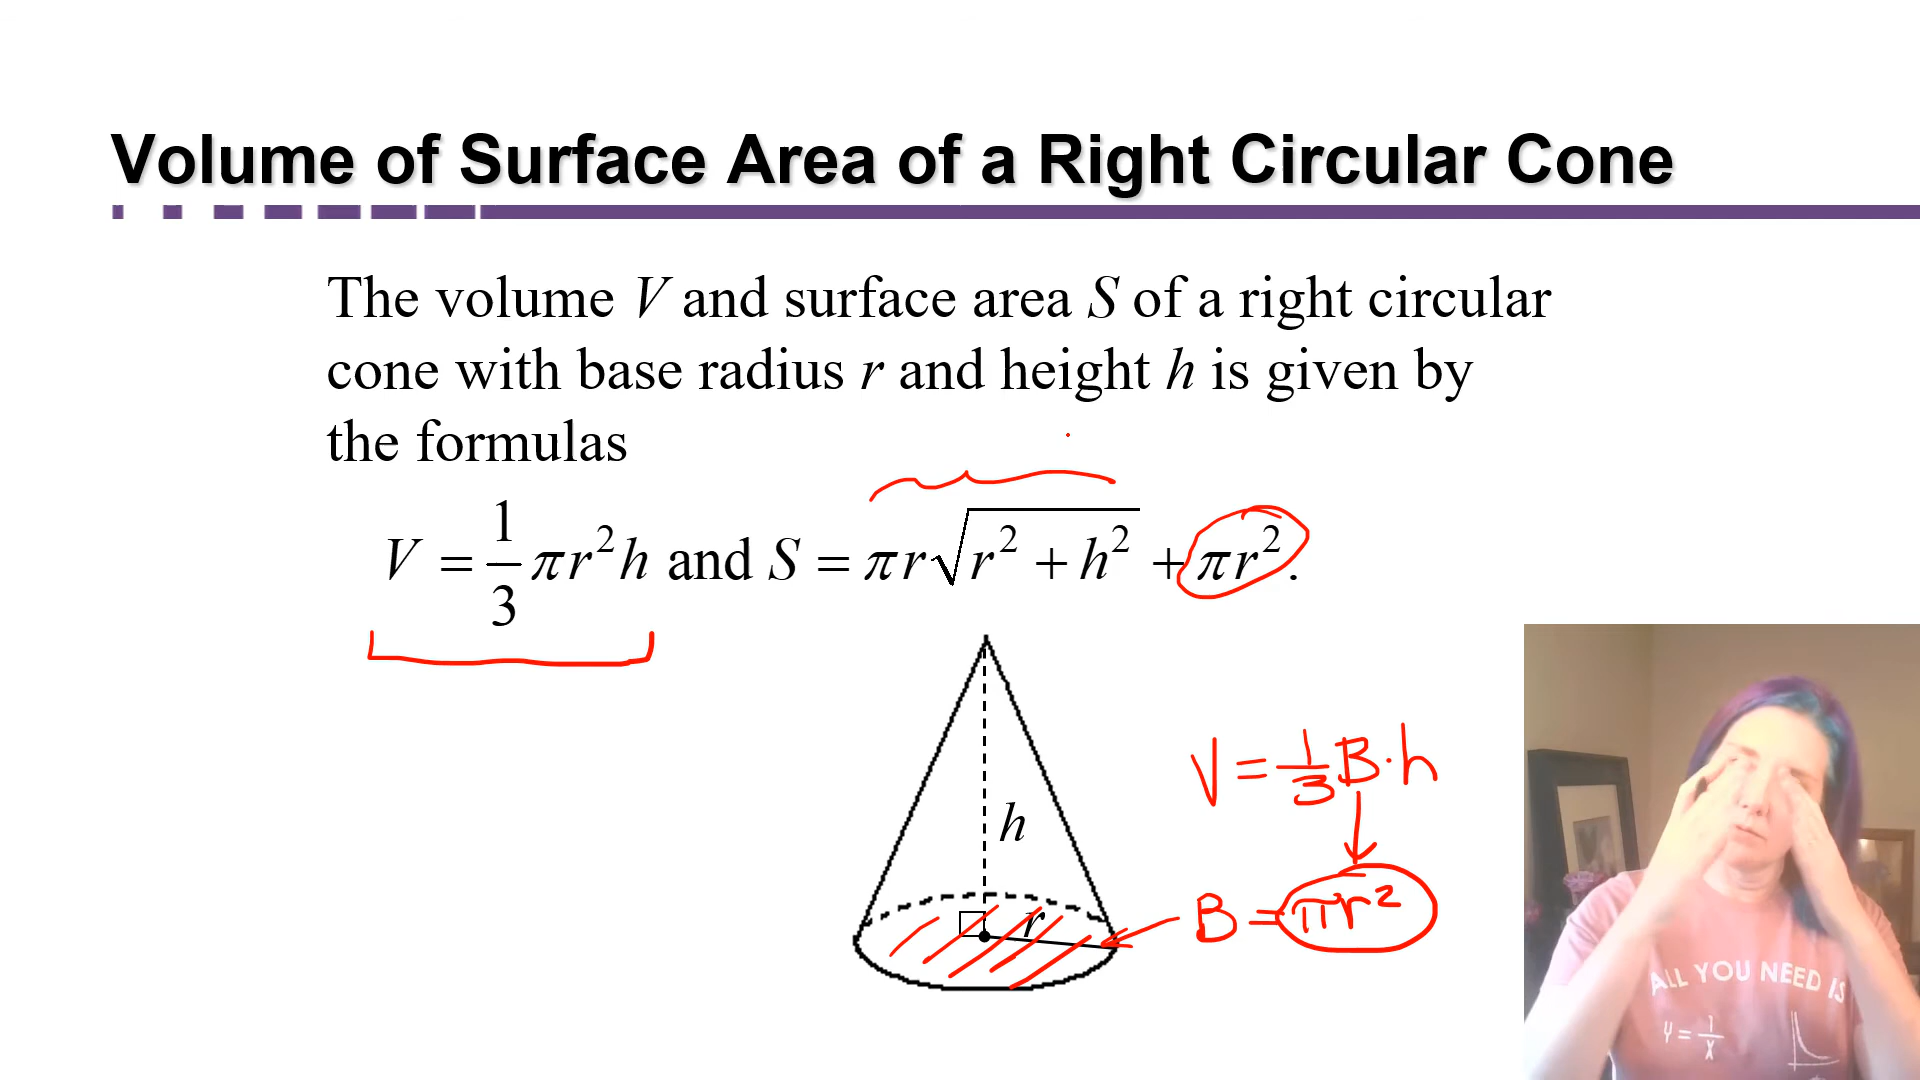 Volume of Surface Area of a Right Circular Cone
The volume V and surface area S of a right circular
cone with base radius r and height h is given by
the formulas
V = 1/3 πr²h and S = πr√(r² + h²) + πr².
h
r
V = 1/3 B·h
B = πr²
ALL YOU NEED IS
y = 1/x